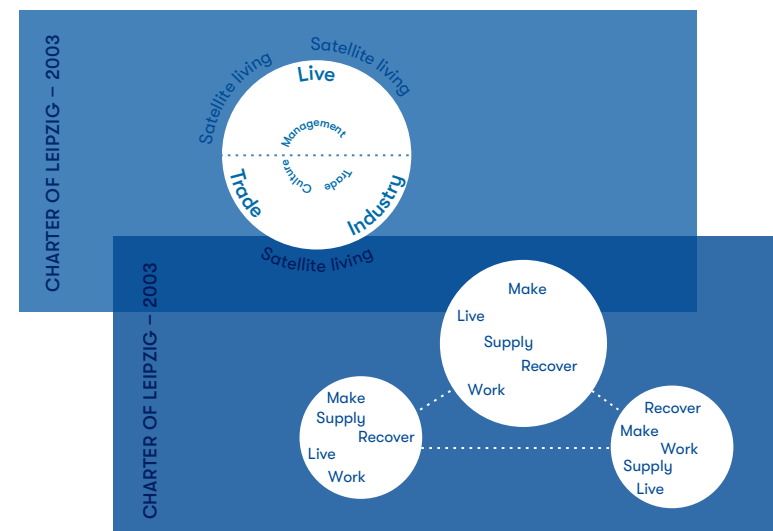 CHARTER OF LEIPZIG – 2003
Satellite living
Satellite living
Live
Management
Culture
Trade
Trade
Industry
Satellite living
CHARTER OF LEIPZIG – 2003
Make
Live
Supply
Recover
Work
Make
Supply
Recover
Live
Work
Recover
Make
Work
Supply
Live